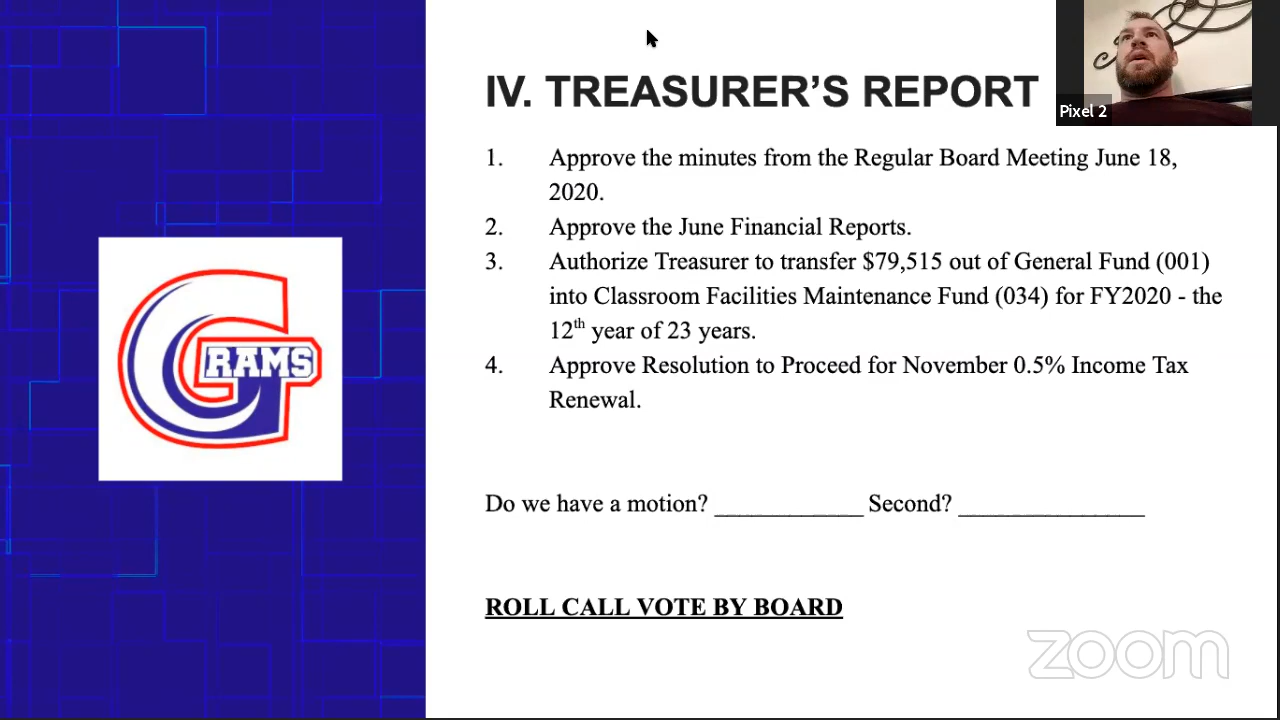 IV. TREASURER'S REPORT
Pixel 2
1. Approve the minutes from the Regular Board Meeting June 18,
2020.
2. Approve the June Financial Reports.
3. Authorize Treasurer to transfer $79,515 out of General Fund (001)
into Classroom Facilities Maintenance Fund (034) for FY2020 - the
12th year of 23 years.
4. Approve Resolution to Proceed for November 0.5% Income Tax
Renewal.
G RAMS
Do we have a motion? ____________ Second? _______________
ROLL CALL VOTE BY BOARD
zoom